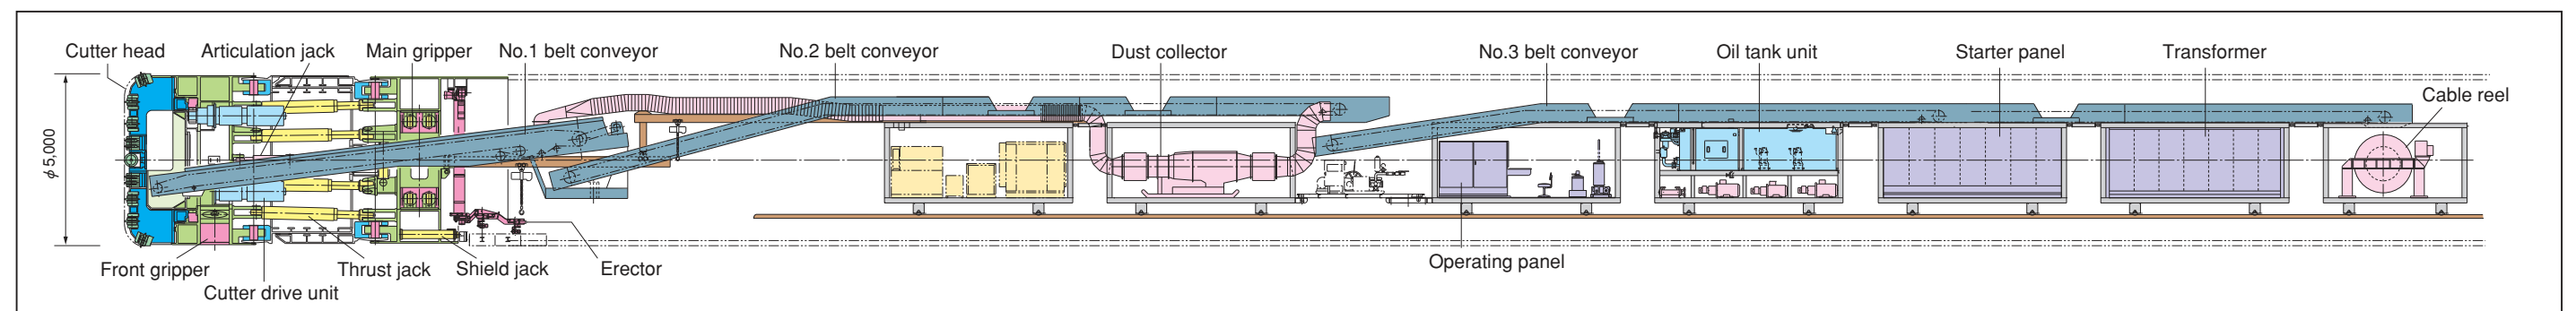 Cutter head
Articulation jack
Main gripper
No.1 belt conveyor
No.2 belt conveyor
Dust collector
No.3 belt conveyor
Oil tank unit
Starter panel
Transformer
Cable reel
ϕ5,000
Front gripper
Cutter drive unit
Thrust jack
Shield jack
Erector
Operating panel